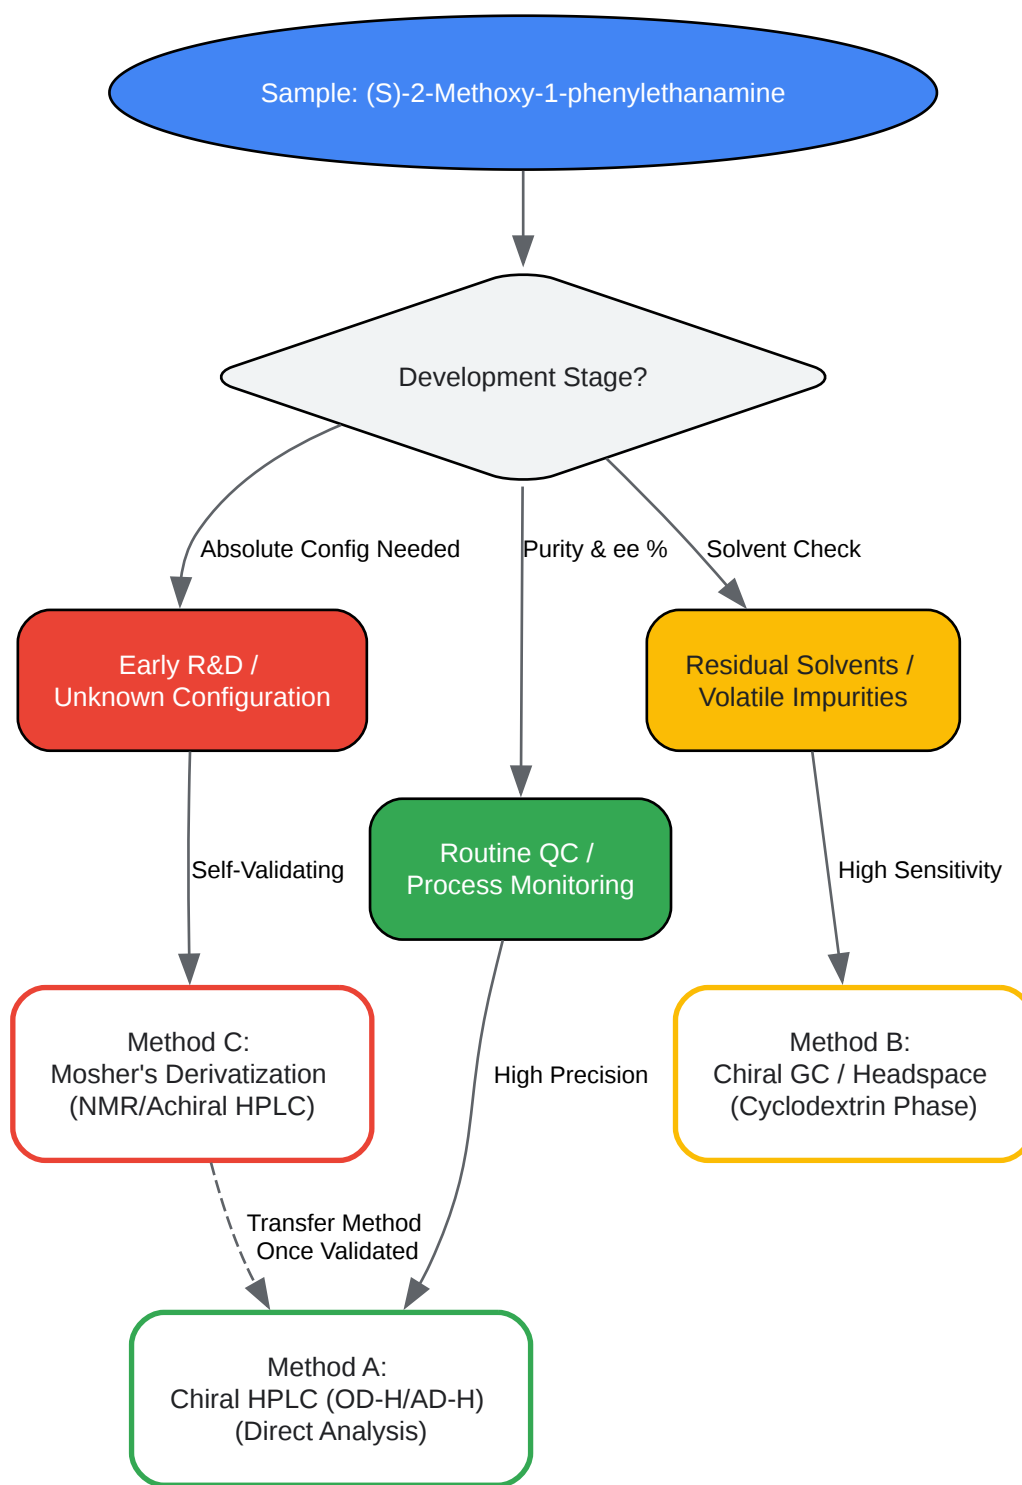 Sample: (S)-2-Methoxy-1-phenylethanamine
Development Stage?
Absolute Config Needed
Purity & ee %
Solvent Check
Early R&D /
Unknown Configuration
Residual Solvents /
Volatile Impurities
Routine QC /
Process Monitoring
Self-Validating
High Sensitivity
Method C:
Mosher's Derivatization
(NMR/Achiral HPLC)
High Precision
Method B:
Chiral GC / Headspace
(Cyclodextrin Phase)
Transfer Method
Once Validated
Method A:
Chiral HPLC (OD-H/AD-H)
(Direct Analysis)